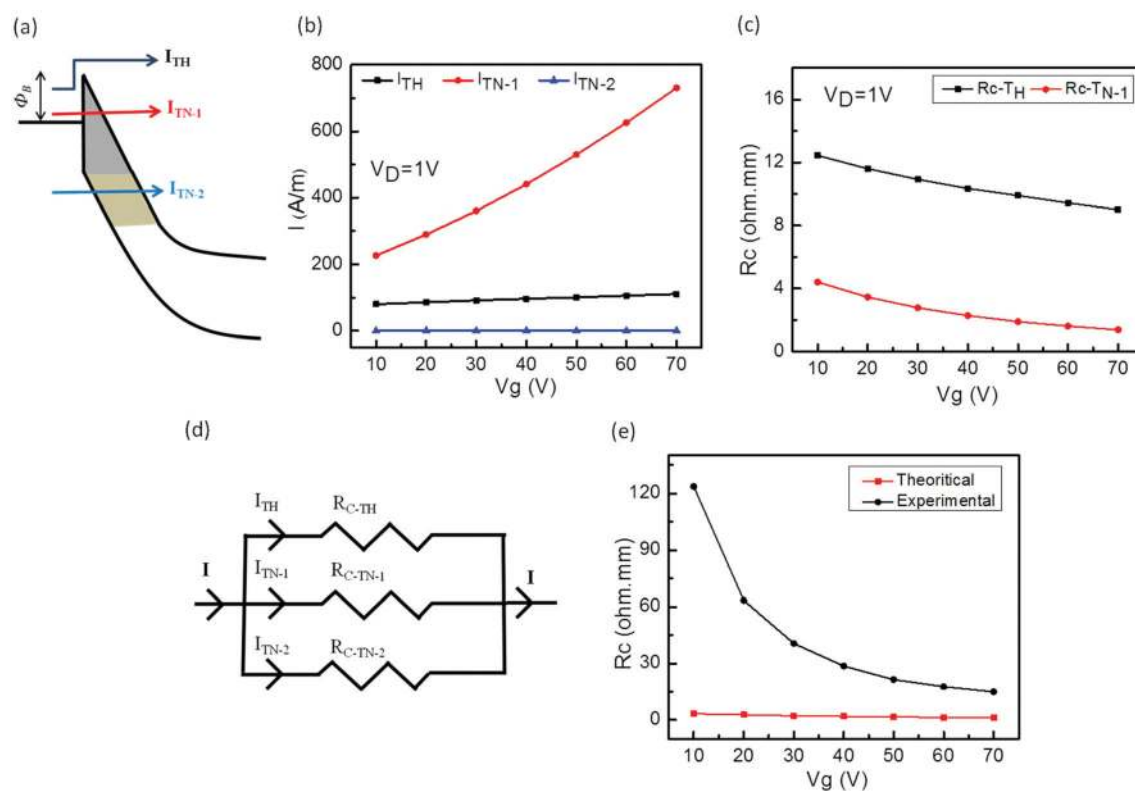 (a)
I_TH
Φ_B
I_TN-1
I_TN-2
(b)
I_TH I_TN-1 I_TN-2
V_D=1V
I (A/m)
800
600
400
200
0
10 20 30 40 50 60 70
Vg (V)
(c)
V_D=1V
Rc-T_H Rc-T_N-1
Rc (ohm.mm)
16
12
8
4
0
10 20 30 40 50 60 70
Vg (V)
(d)
I_TH R_C-TH
I I_TN-1 R_C-TN-1 I
I_TN-2 R_C-TN-2
(e)
Theoritical
Experimental
Rc (ohm.mm)
120
90
60
30
0
10 20 30 40 50 60 70
Vg (V)